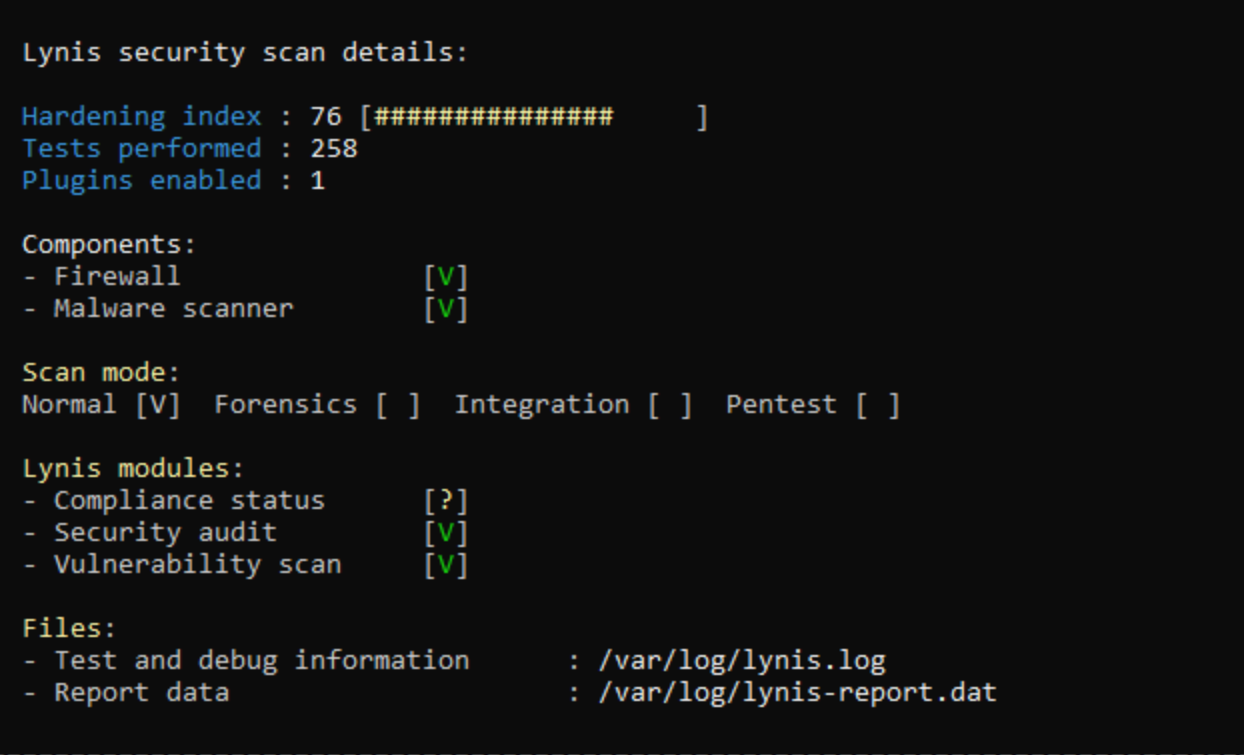 Lynis security scan details:
Hardening index : 76 [###############     ]
Tests performed : 258
Plugins enabled : 1
Components:
- Firewall               [V]
- Malware scanner        [V]
Scan mode:
Normal [V]  Forensics [ ]  Integration [ ]  Pentest [ ]
Lynis modules:
- Compliance status      [?]
- Security audit         [V]
- Vulnerability scan     [V]
Files:
- Test and debug information      : /var/log/lynis.log
- Report data                     : /var/log/lynis-report.dat